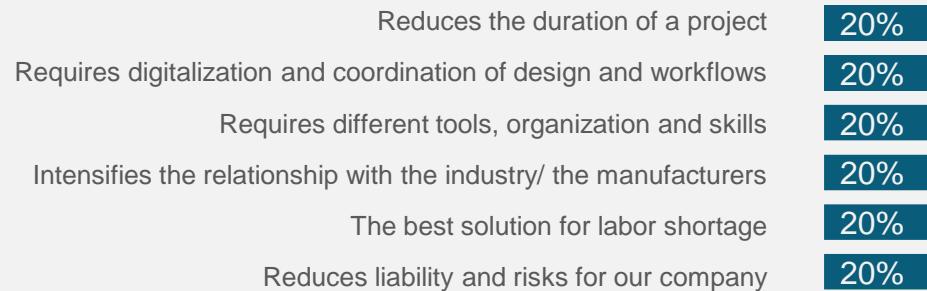 Reduces the duration of a project 20%
Requires digitalization and coordination of design and workflows 20%
Requires different tools, organization and skills 20%
Intensifies the relationship with the industry/ the manufacturers 20%
The best solution for labor shortage 20%
Reduces liability and risks for our company 20%